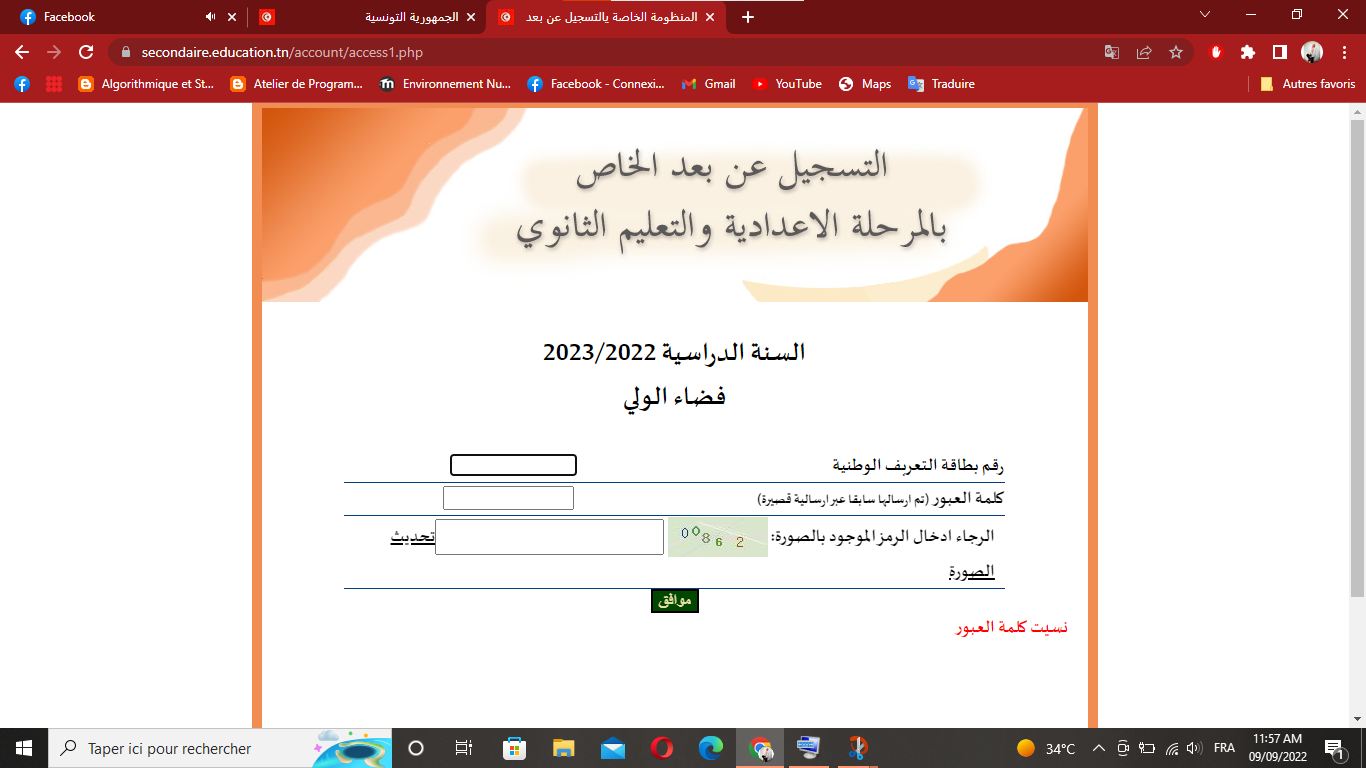 Facebook
الجمهورية التونسية
المنظومة الخاصة يالتسجيل عن بعد
secondaire.education.tn/account/access1.php
Algorithmique et St...
Atelier de Program...
Environnement Nu...
Facebook - Connexi...
Gmail
YouTube
Maps
Traduire
Autres favoris
التسجيل عن بعد الخاص
بالمرحلة الاعدادية والتعليم الثانوي
السنة الدراسية 2023/2022
فضاء الولي
رقم بطاقة التعريف الوطنية
كلمة العبور (تم ارسالها سابقا عبر ارسالية قصيرة)
الرجاء ادخال الرمز الموجود بالصورة: 00862 تحديث
الصورة
موافق
نسيت كلمة العبور
Taper ici pour rechercher
34°C
FRA
11:57 AM
09/09/2022
1